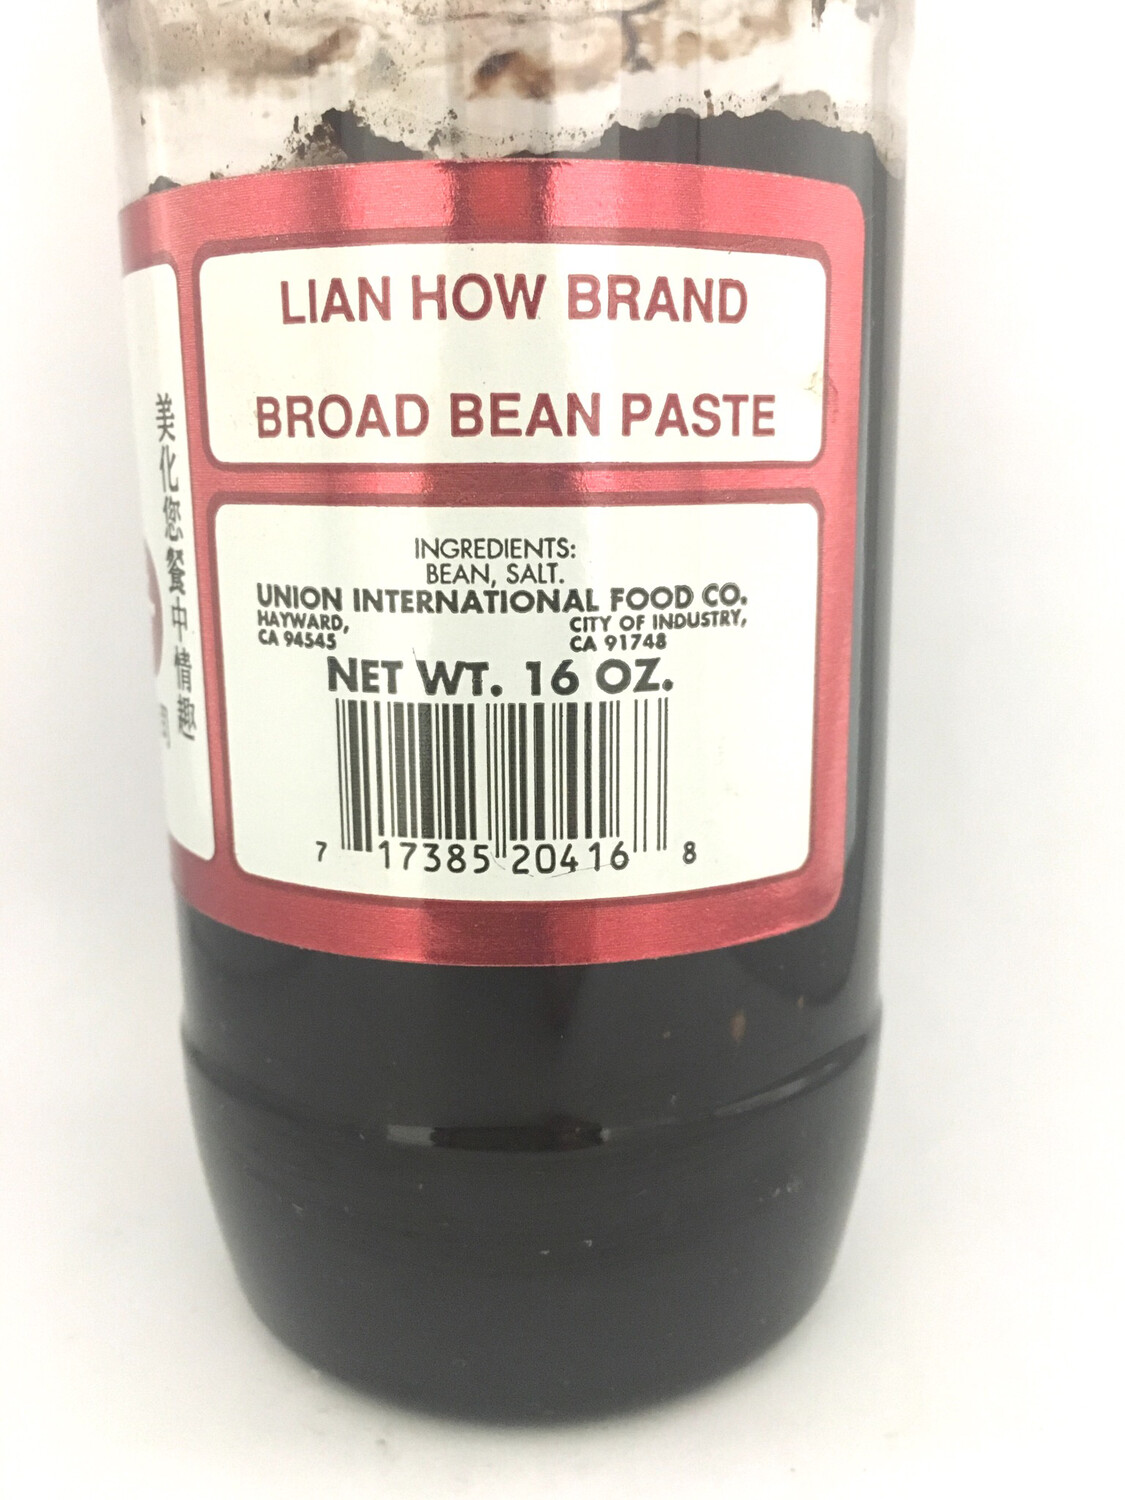 LIAN HOW BRAND
BROAD BEAN PASTE
美化您餐中情趣
INGREDIENTS:
BEAN, SALT.
UNION INTERNATIONAL FOOD CO.
HAYWARD, CITY OF INDUSTRY,
CA 94545 CA 91748
NET WT. 16 OZ.
7 17385 20416 8